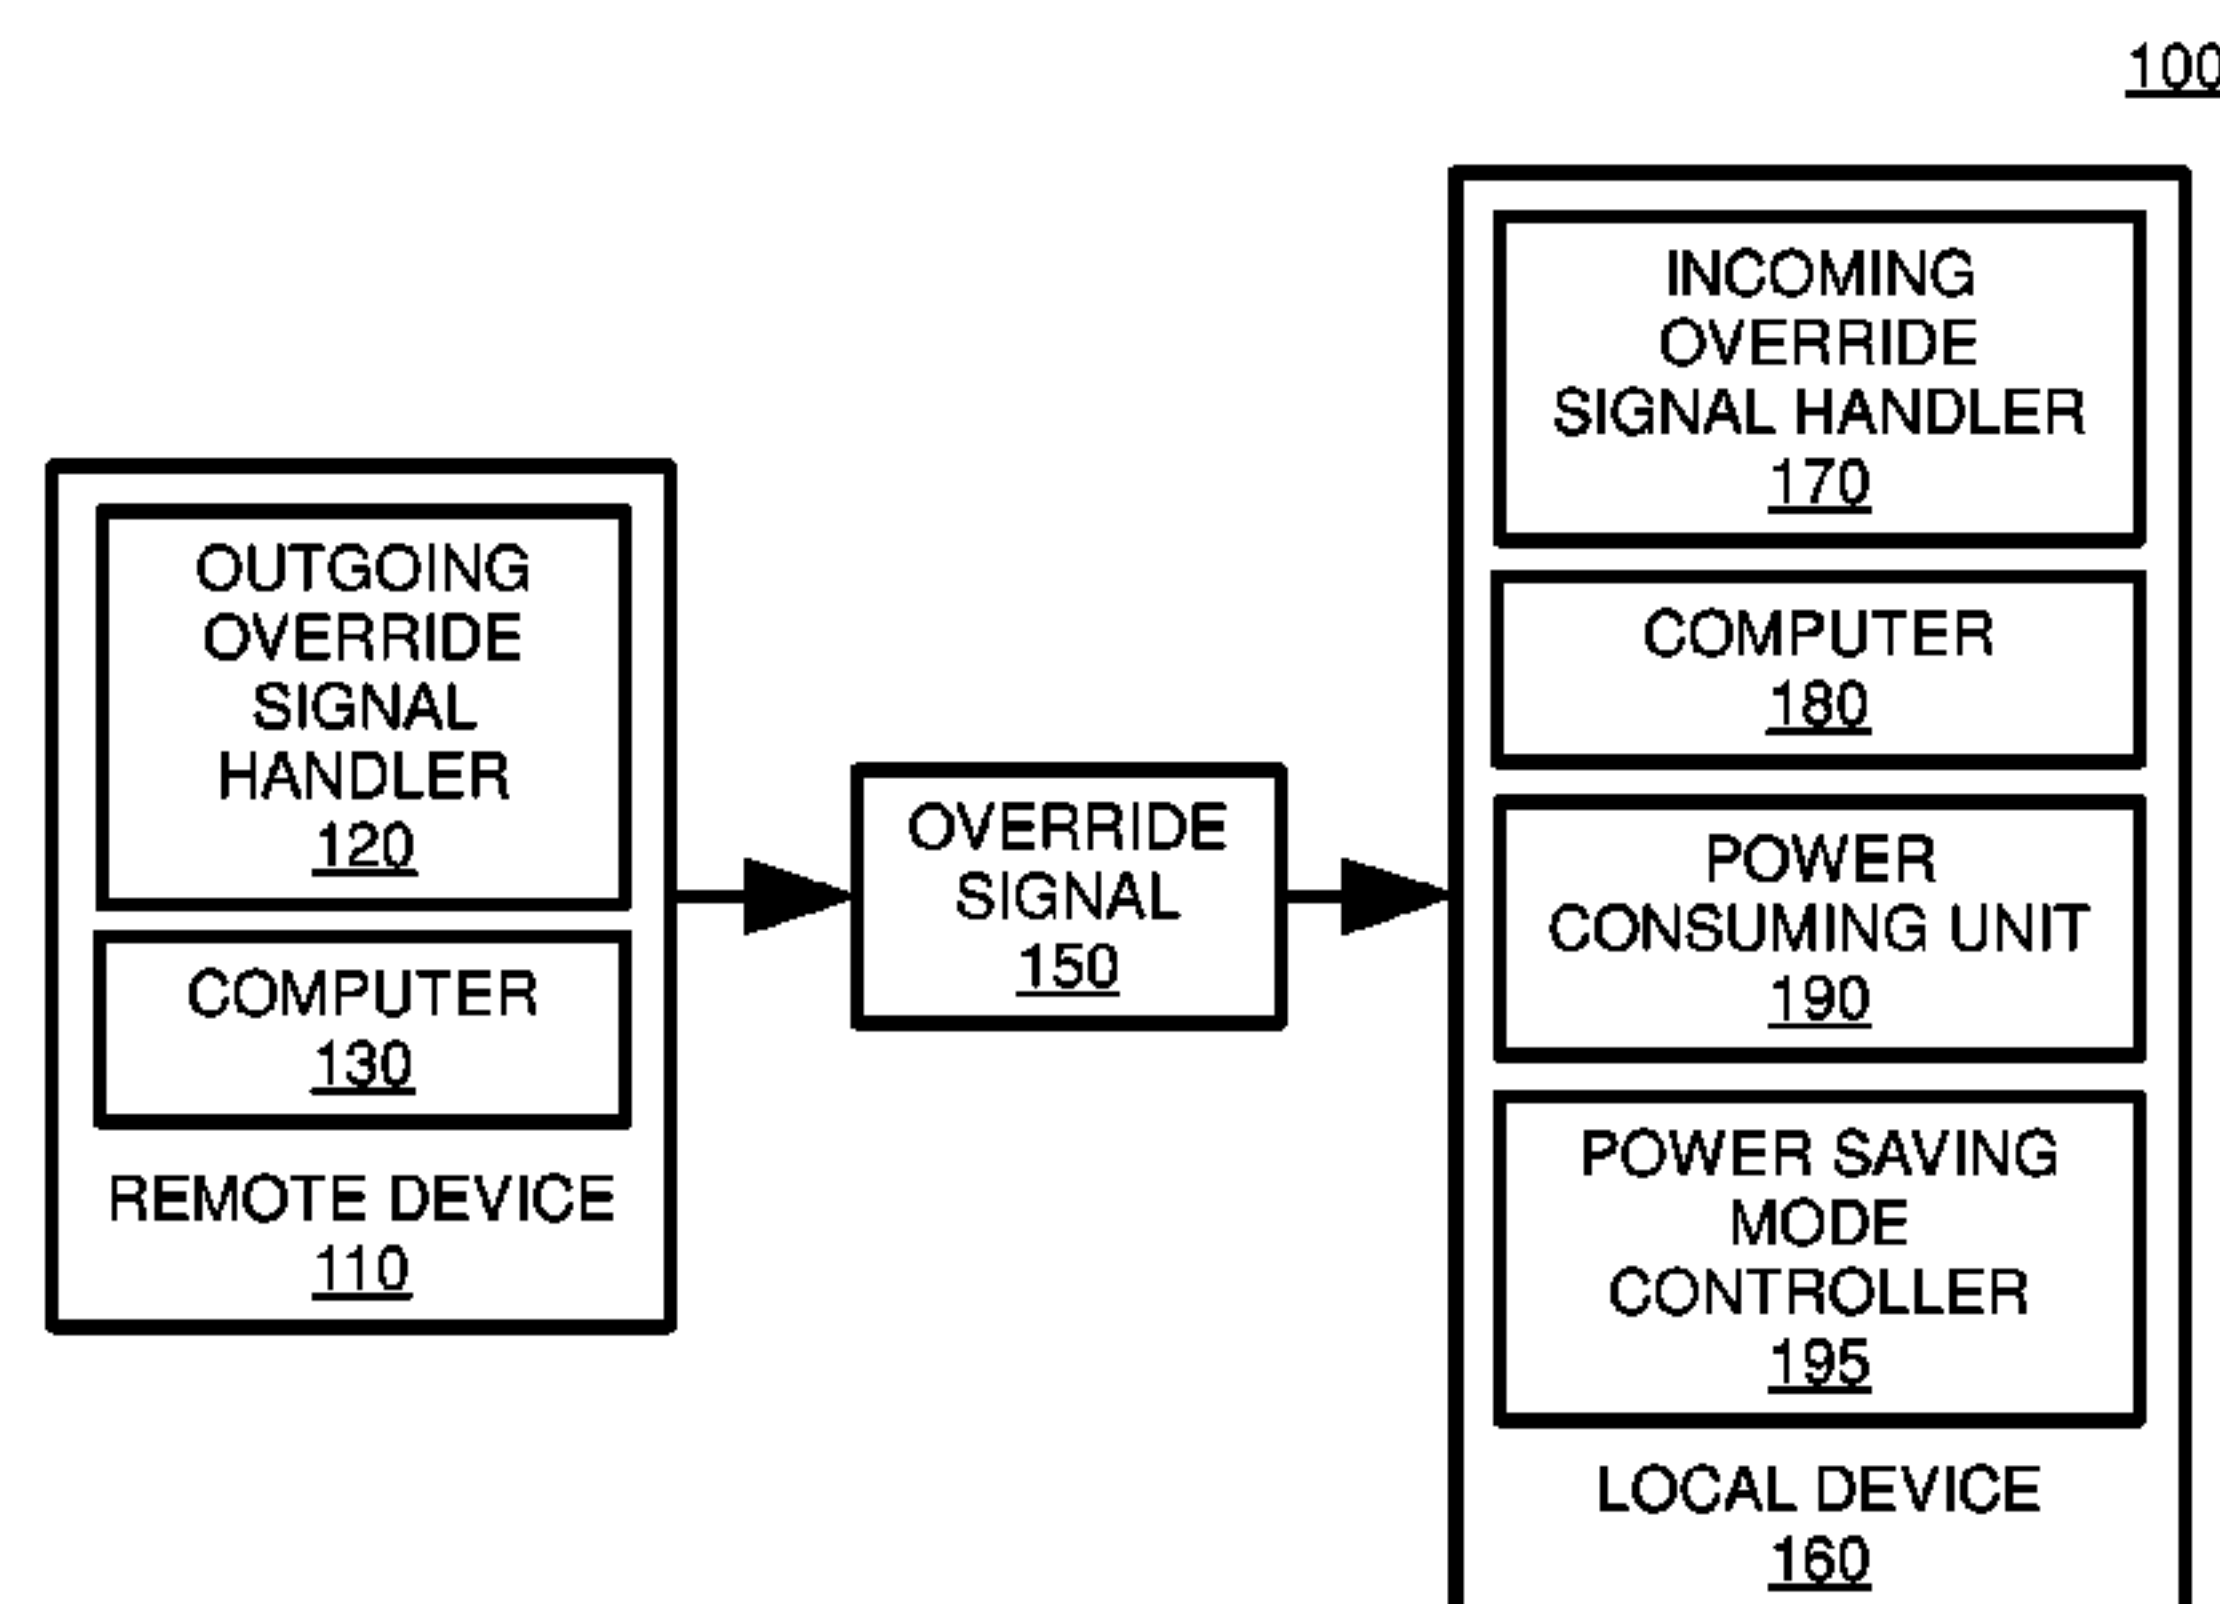 100
OUTGOING
OVERRIDE
SIGNAL
HANDLER
120
COMPUTER
130
REMOTE DEVICE
110
OVERRIDE
SIGNAL
150
INCOMING
OVERRIDE
SIGNAL HANDLER
170
COMPUTER
180
POWER
CONSUMING UNIT
190
POWER SAVING
MODE
CONTROLLER
195
LOCAL DEVICE
160